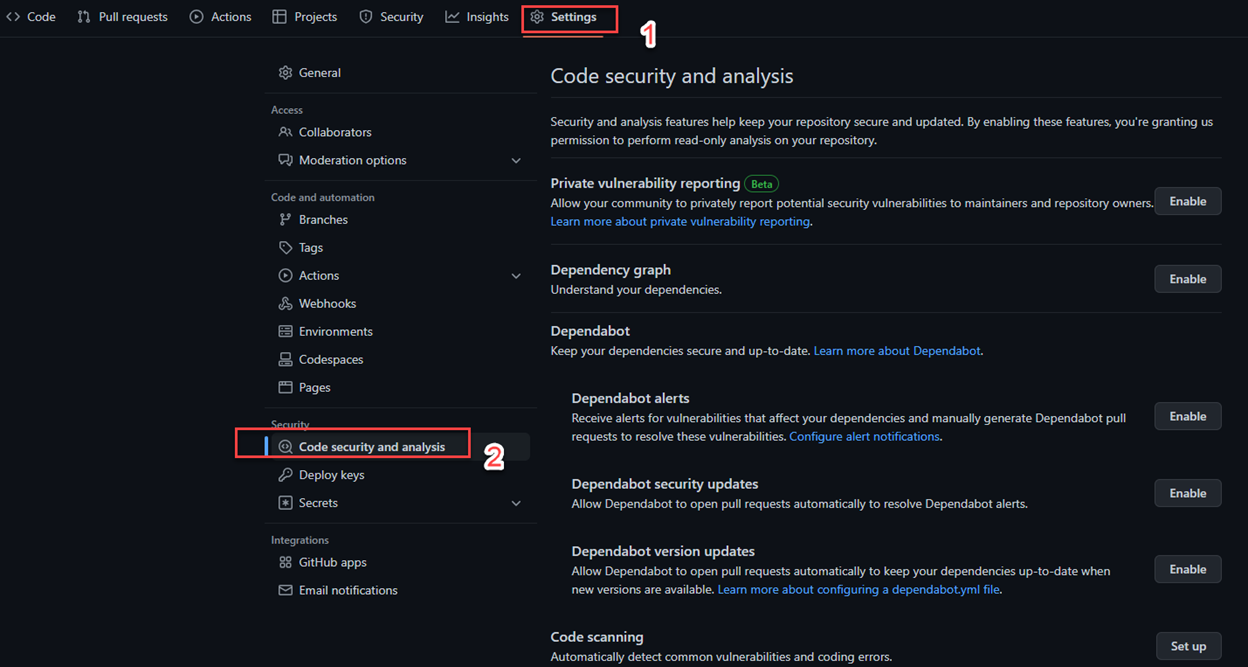 Code
Pull requests
Actions
Projects
Security
Insights
Settings
1
General
Access
Collaborators
Moderation options
Code and automation
Branches
Tags
Actions
Webhooks
Environments
Codespaces
Pages
Security
Code security and analysis
2
Deploy keys
Secrets
Integrations
GitHub apps
Email notifications
Code security and analysis
Security and analysis features help keep your repository secure and updated. By enabling these features, you're granting us
permission to perform read-only analysis on your repository.
Private vulnerability reporting Beta
Allow your community to privately report potential security vulnerabilities to maintainers and repository owners.
Learn more about private vulnerability reporting.
Enable
Dependency graph
Understand your dependencies.
Enable
Dependabot
Keep your dependencies secure and up-to-date. Learn more about Dependabot.
Dependabot alerts
Receive alerts for vulnerabilities that affect your dependencies and manually generate Dependabot pull
requests to resolve these vulnerabilities. Configure alert notifications.
Enable
Dependabot security updates
Allow Dependabot to open pull requests automatically to resolve Dependabot alerts.
Enable
Dependabot version updates
Allow Dependabot to open pull requests automatically to keep your dependencies up-to-date when
new versions are available. Learn more about configuring a dependabot.yml file.
Enable
Code scanning
Automatically detect common vulnerabilities and coding errors.
Set up